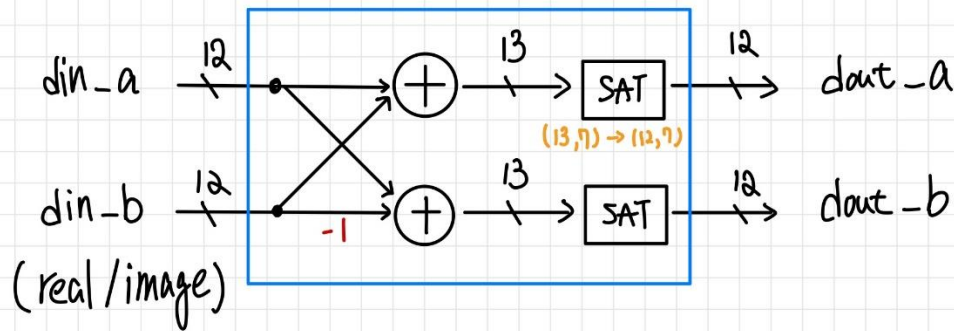 din_a 12 13 SAT 12 dout_a
(13,7) → (12,7)
din_b 12 -1 13 SAT 12 dout_b
(real/image)